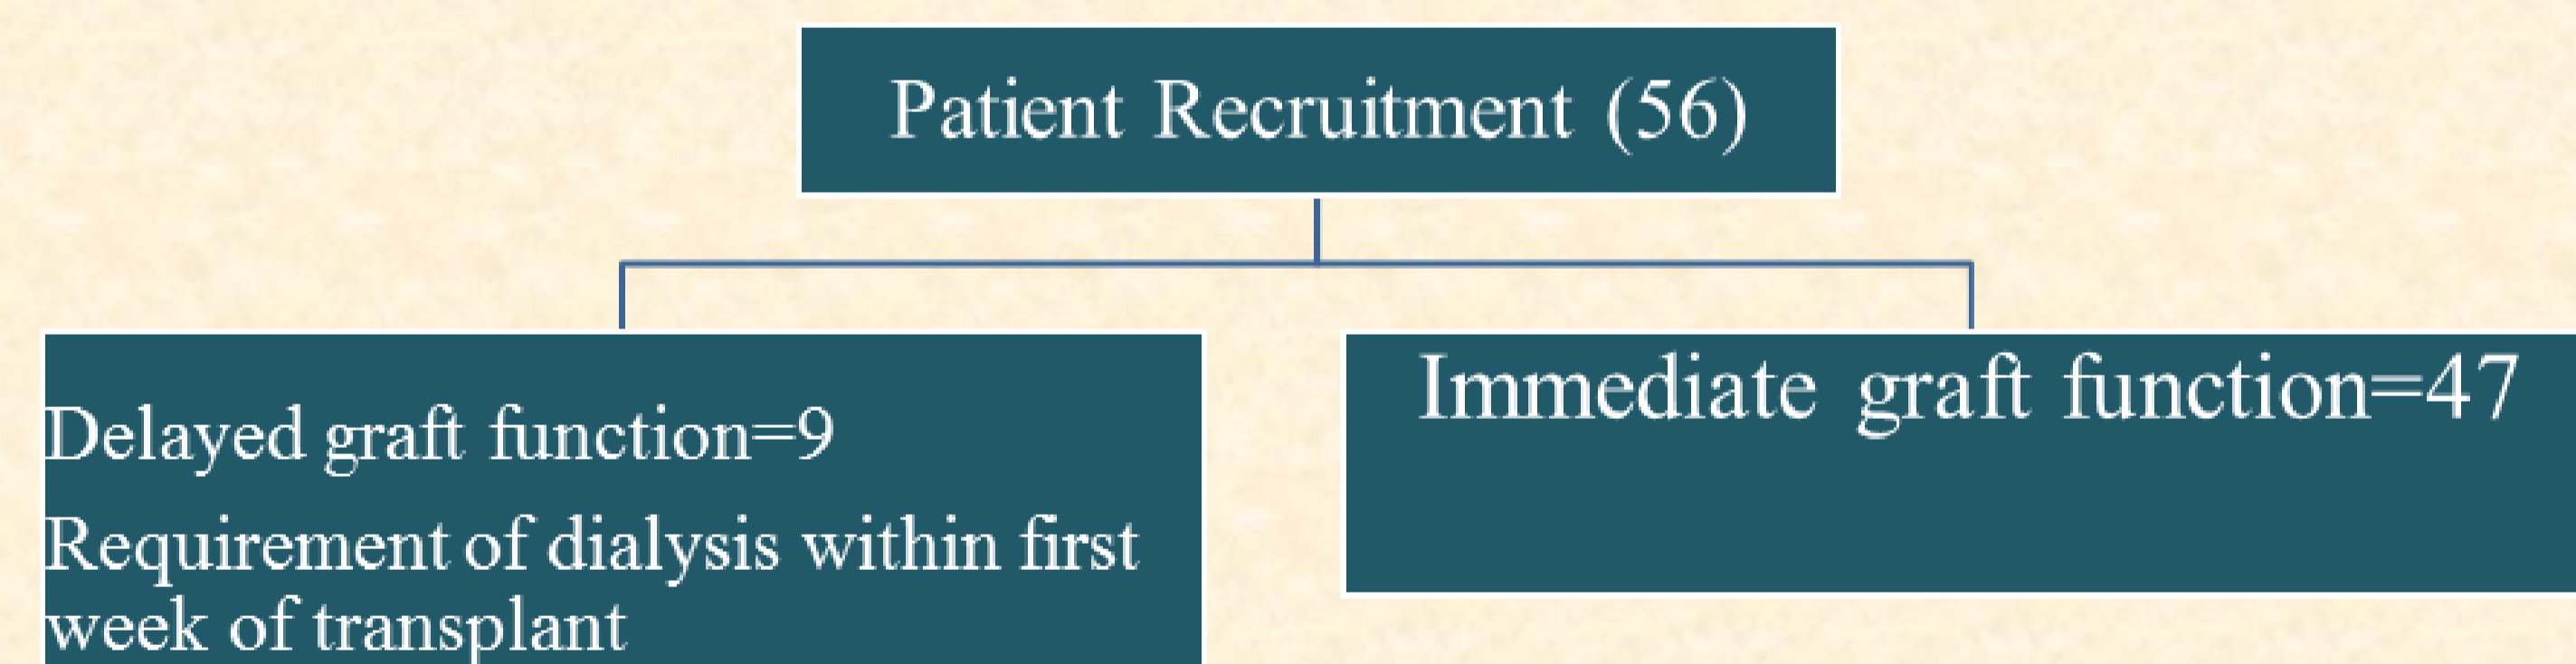 Patient Recruitment (56)
Delayed graft function=9
Requirement of dialysis within first
week of transplant
Immediate graft function=47